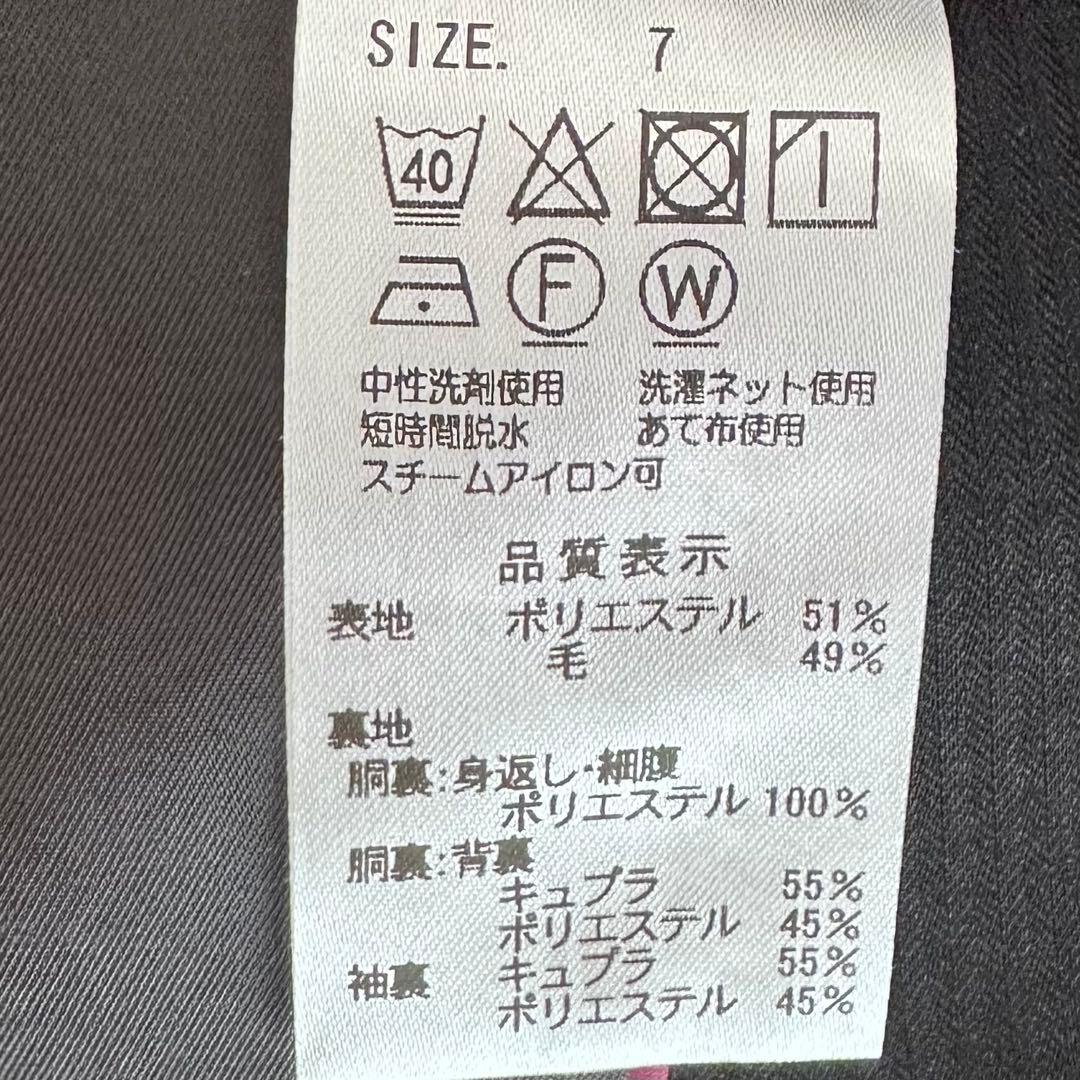 SIZE. 7
40
F W
中性洗剤使用 洗濯ネット使用
短時間脱水 あて布使用
スチームアイロン可
品質表示
表地 ポリエステル 51%
毛 49%
裏地
胴裏:身返し・細腹
ポリエステル 100%
胴裏:背裏
キュプラ 55%
ポリエステル 45%
袖裏 キュプラ 55%
ポリエステル 45%